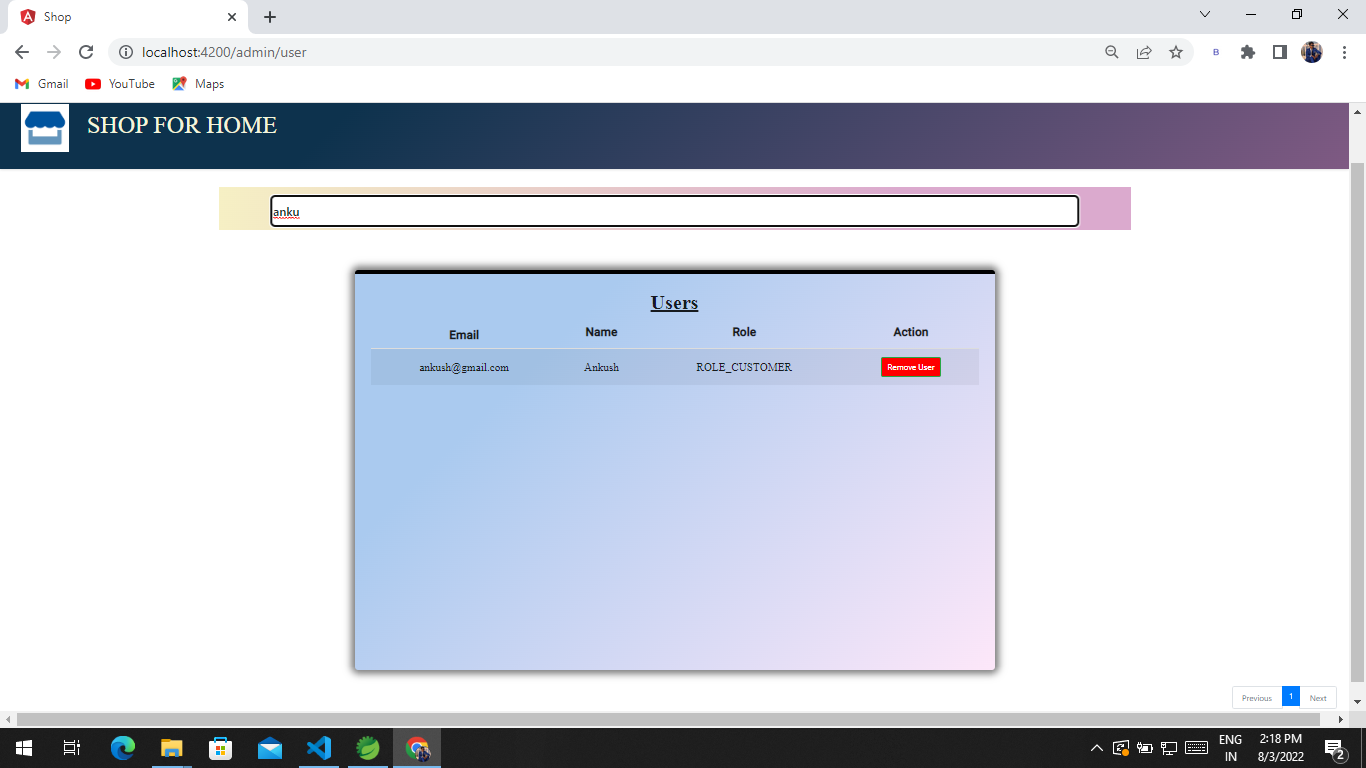 Shop
localhost:4200/admin/user
B
Gmail YouTube Maps
SHOP FOR HOME
anku
Users
Email Name Role Action
ankush@gmail.com Ankush ROLE_CUSTOMER Remove User
Previous 1 Next
ENG 2:18 PM
IN 8/3/2022 2